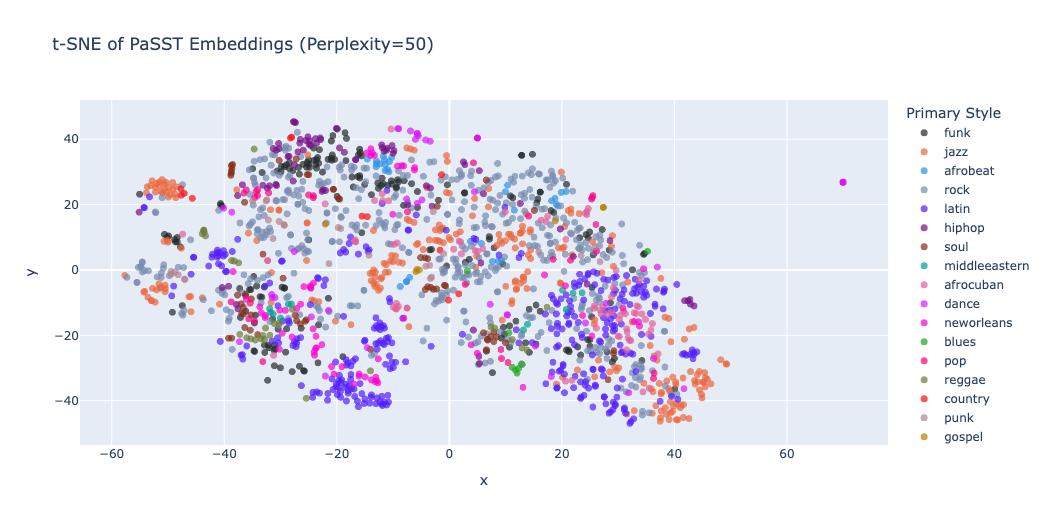 t-SNE of PaSST Embeddings (Perplexity=50)
Primary Style
funk
jazz
afrobeat
rock
latin
hiphop
soul
middleeastern
afrocuban
dance
neworleans
blues
pop
reggae
country
punk
gospel
40
20
0
−20
−40
y
−60
−40
−20
0
20
40
60
x